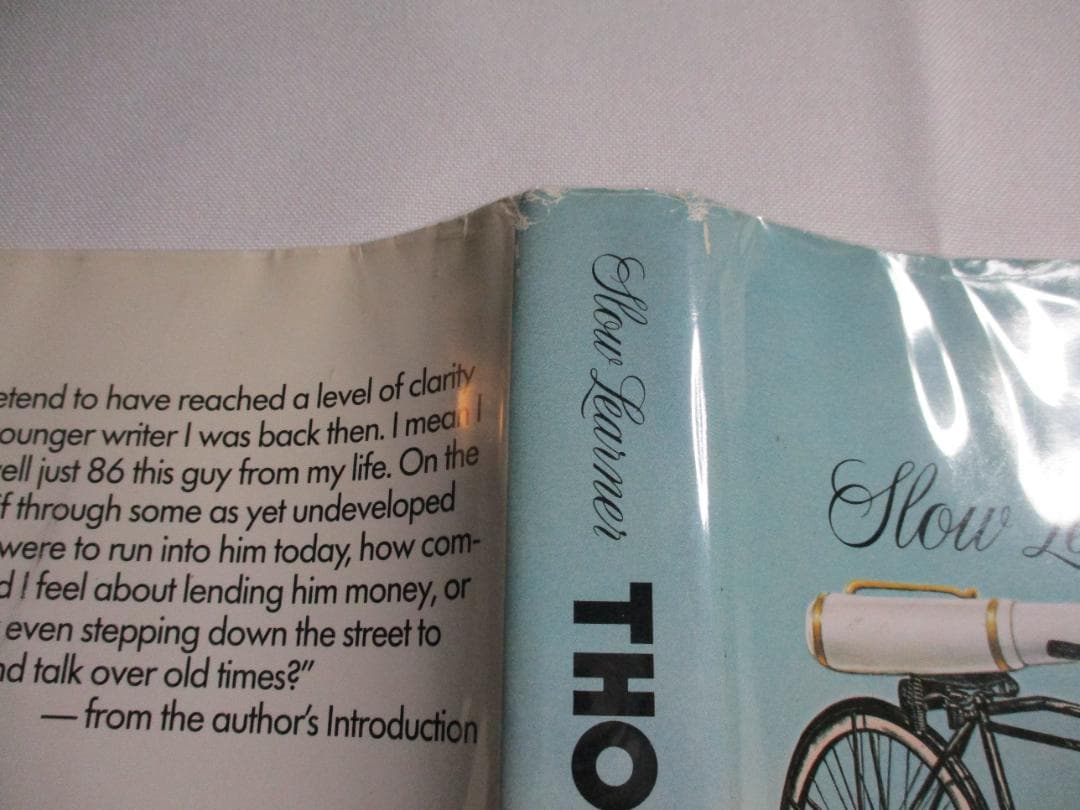 etend to have reached a level of clarity
ounger writer I was back then. I mean I
ell just 86 this guy from my life. On the
f through some as yet undeveloped
were to run into him today, how com-
d I feel about lending him money, or
even stepping down the street to
nd talk over old times?"
— from the author's Introduction
Slow Learner
THO
Slow Le